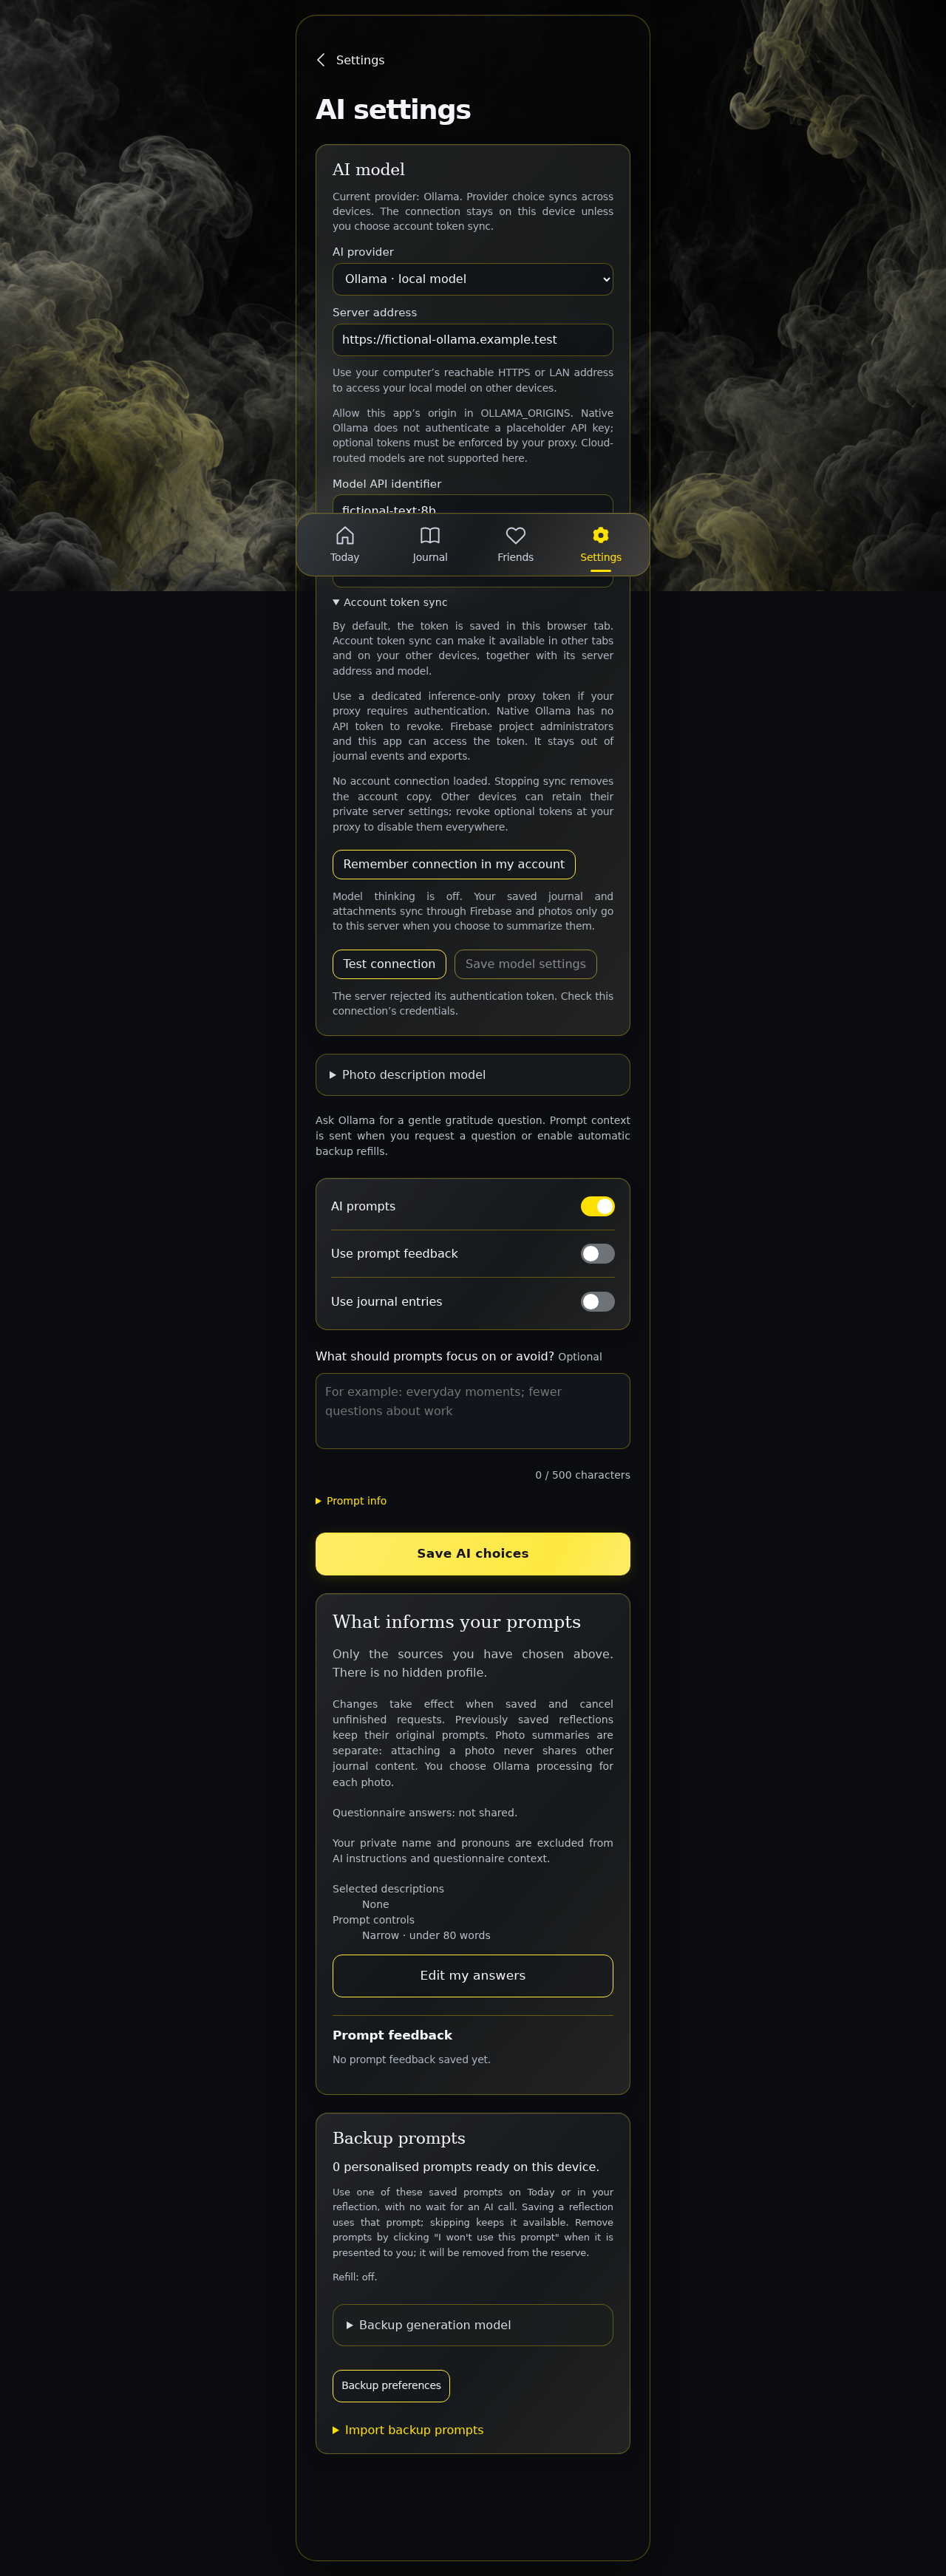 Settings
AI settings
AI model
Current provider: Ollama. Provider choice syncs across
devices. The connection stays on this device unless
you choose account token sync.
AI provider
Ollama · local model
Server address
https://fictional-ollama.example.test
Use your computer’s reachable HTTPS or LAN address
to access your local model on other devices.
Allow this app’s origin in OLLAMA_ORIGINS. Native
Ollama does not authenticate a placeholder API key;
optional tokens must be enforced by your proxy. Cloud-
routed models are not supported here.
Model API identifier
fictional-text:8b
Today
Journal
Friends
Settings
▼ Account token sync
By default, the token is saved in this browser tab.
Account token sync can make it available in other tabs
and on your other devices, together with its server
address and model.
Use a dedicated inference-only proxy token if your
proxy requires authentication. Native Ollama has no
API token to revoke. Firebase project administrators
and this app can access the token. It stays out of
journal events and exports.
No account connection loaded. Stopping sync removes
the account copy. Other devices can retain their
private server settings; revoke optional tokens at your
proxy to disable them everywhere.
Remember connection in my account
Model thinking is off. Your saved journal and
attachments sync through Firebase and photos only go
to this server when you choose to summarize them.
Test connection
Save model settings
The server rejected its authentication token. Check this
connection’s credentials.
▶ Photo description model
Ask Ollama for a gentle gratitude question. Prompt context
is sent when you request a question or enable automatic
backup refills.
AI prompts
Use prompt feedback
Use journal entries
What should prompts focus on or avoid? Optional
For example: everyday moments; fewer
questions about work
0 / 500 characters
▶ Prompt info
Save AI choices
What informs your prompts
Only the sources you have chosen above.
There is no hidden profile.
Changes take effect when saved and cancel
unfinished requests. Previously saved reflections
keep their original prompts. Photo summaries are
separate: attaching a photo never shares other
journal content. You choose Ollama processing for
each photo.
Questionnaire answers: not shared.
Your private name and pronouns are excluded from
AI instructions and questionnaire context.
Selected descriptions
None
Prompt controls
Narrow · under 80 words
Edit my answers
Prompt feedback
No prompt feedback saved yet.
Backup prompts
0 personalised prompts ready on this device.
Use one of these saved prompts on Today or in your
reflection, with no wait for an AI call. Saving a reflection
uses that prompt; skipping keeps it available. Remove
prompts by clicking "I won't use this prompt" when it is
presented to you; it will be removed from the reserve.
Refill: off.
▶ Backup generation model
Backup preferences
▶ Import backup prompts